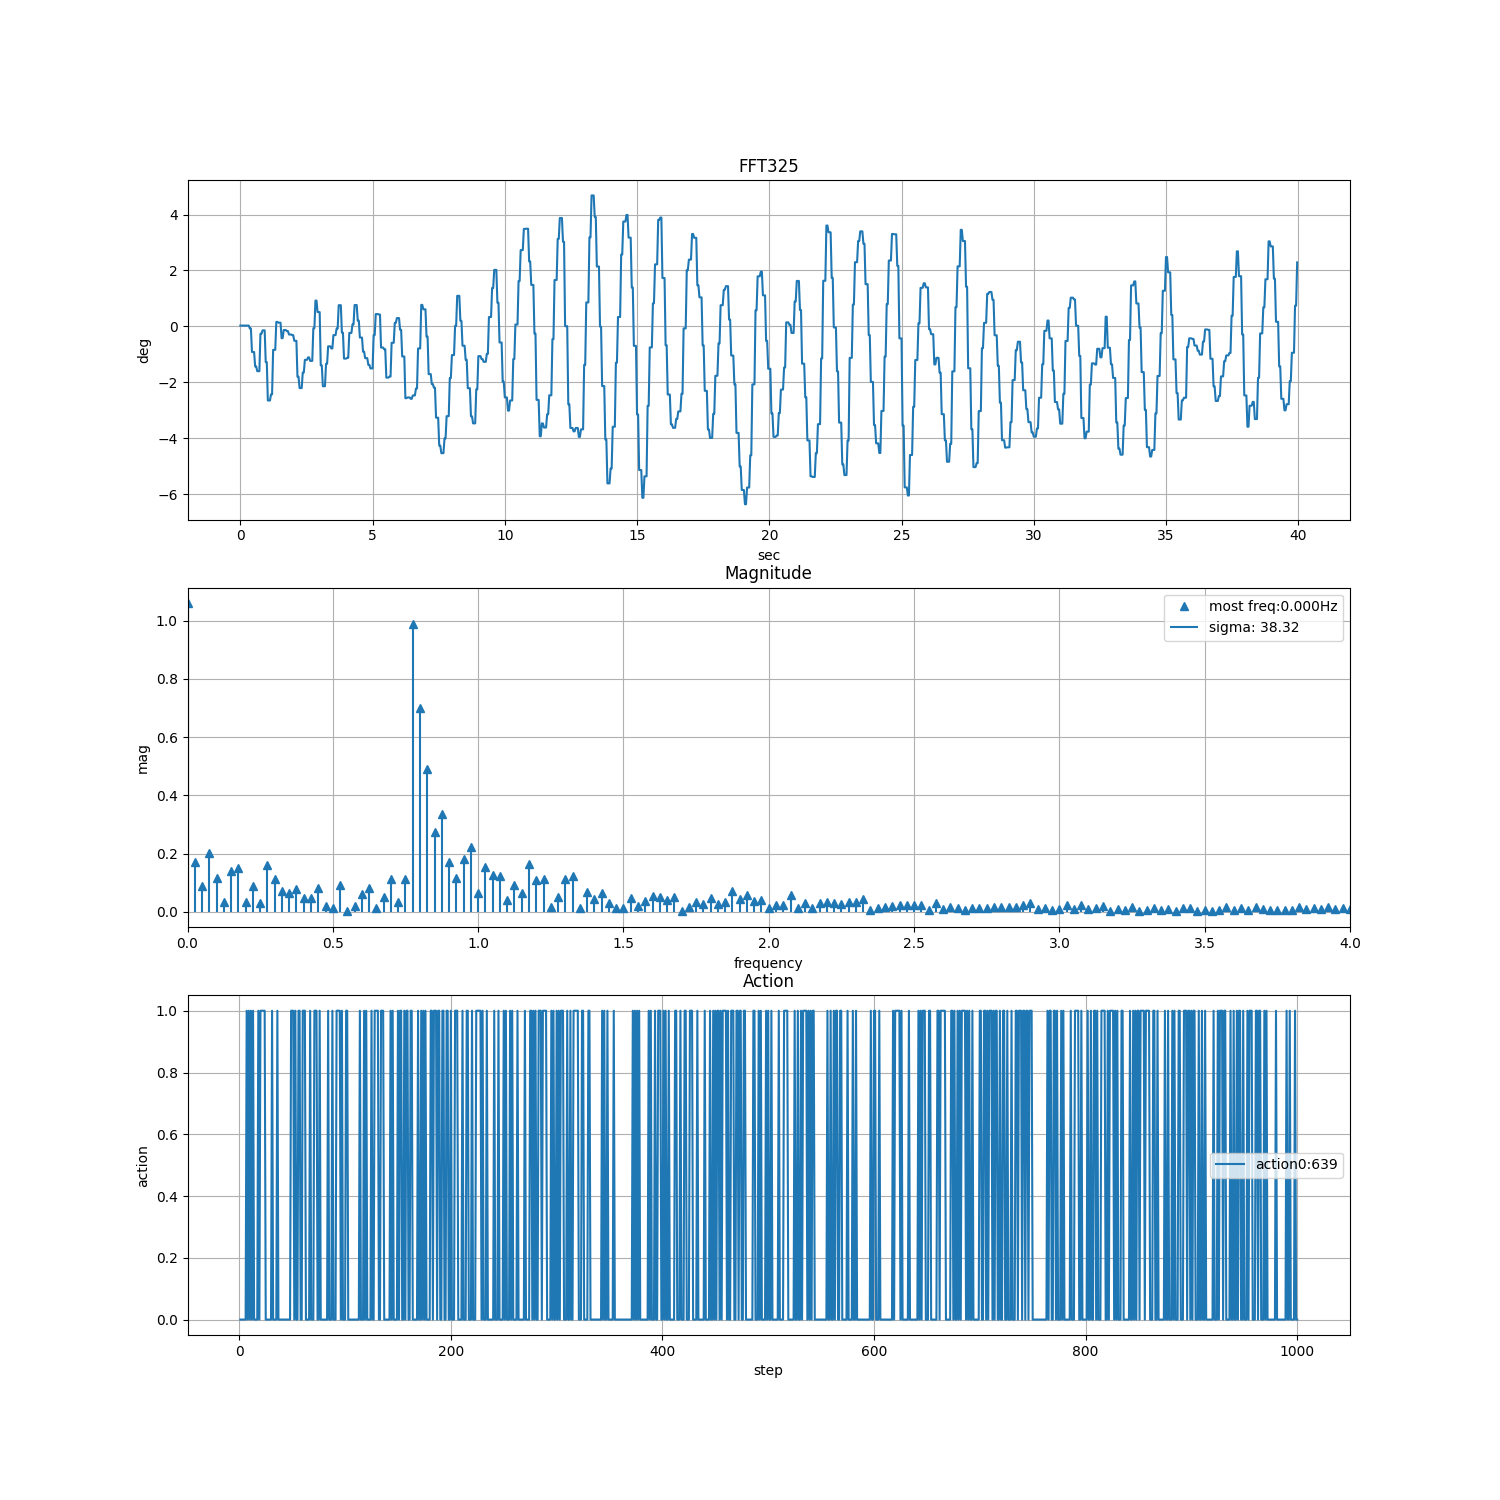 FFT325
4
2
0
−2
−4
−6
deg
0 5 10 15 20 25 30 35 40
sec
Magnitude
1.0
0.8
0.6
0.4
0.2
0.0
mag
most freq:0.000Hz
sigma: 38.32
0.0 0.5 1.0 1.5 2.0 2.5 3.0 3.5 4.0
frequency
Action
1.0
0.8
0.6
0.4
0.2
0.0
action
action0:639
0 200 400 600 800 1000
step